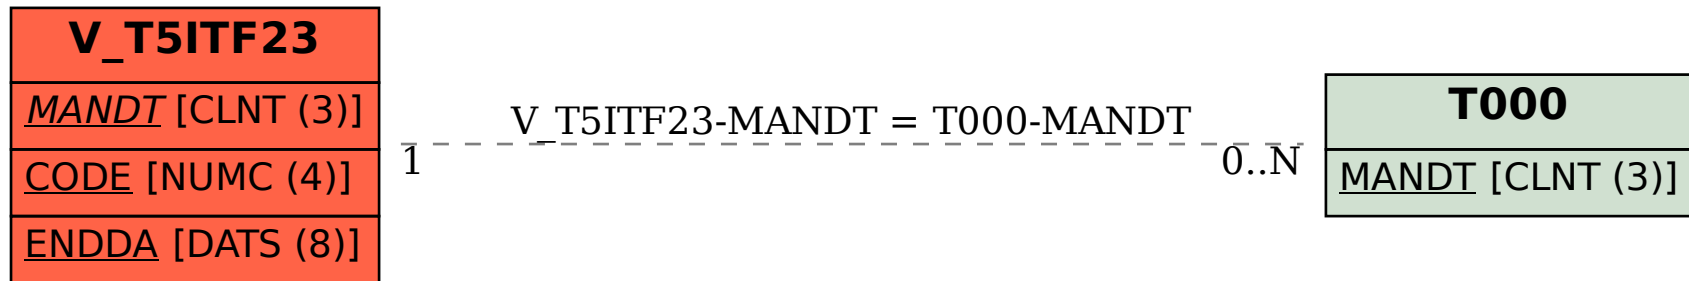 V_T5ITF23
MANDT [CLNT (3)]
CODE [NUMC (4)]
ENDDA [DATS (8)]
V_T5ITF23-MANDT = T000-MANDT
1
0..N
T000
MANDT [CLNT (3)]